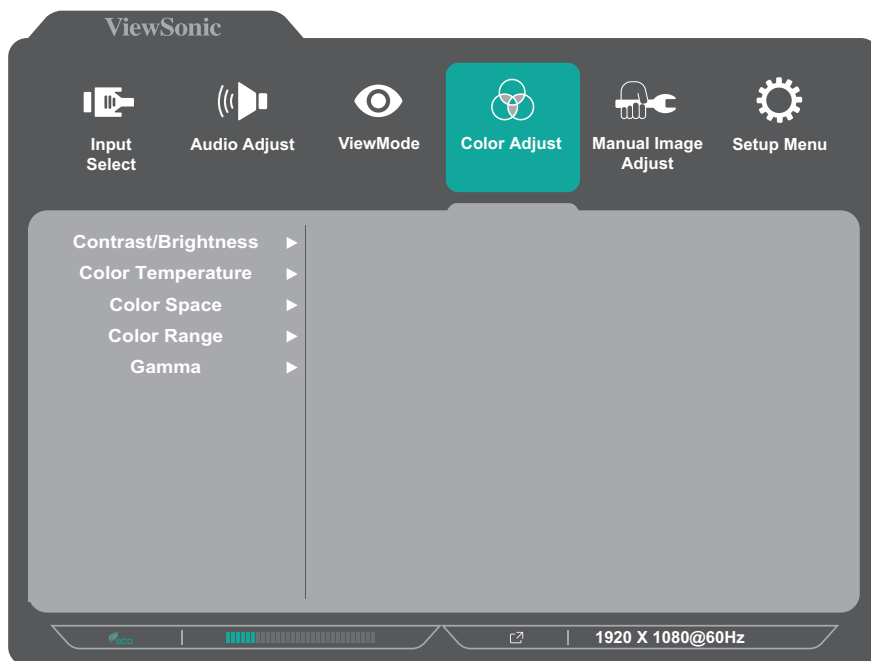 ViewSonic
Input
Select
Audio Adjust
ViewMode
Color Adjust
Manual Image
Adjust
Setup Menu
Contrast/Brightness
Color Temperature
Color Space
Color Range
Gamma
eco
1920 X 1080@60Hz